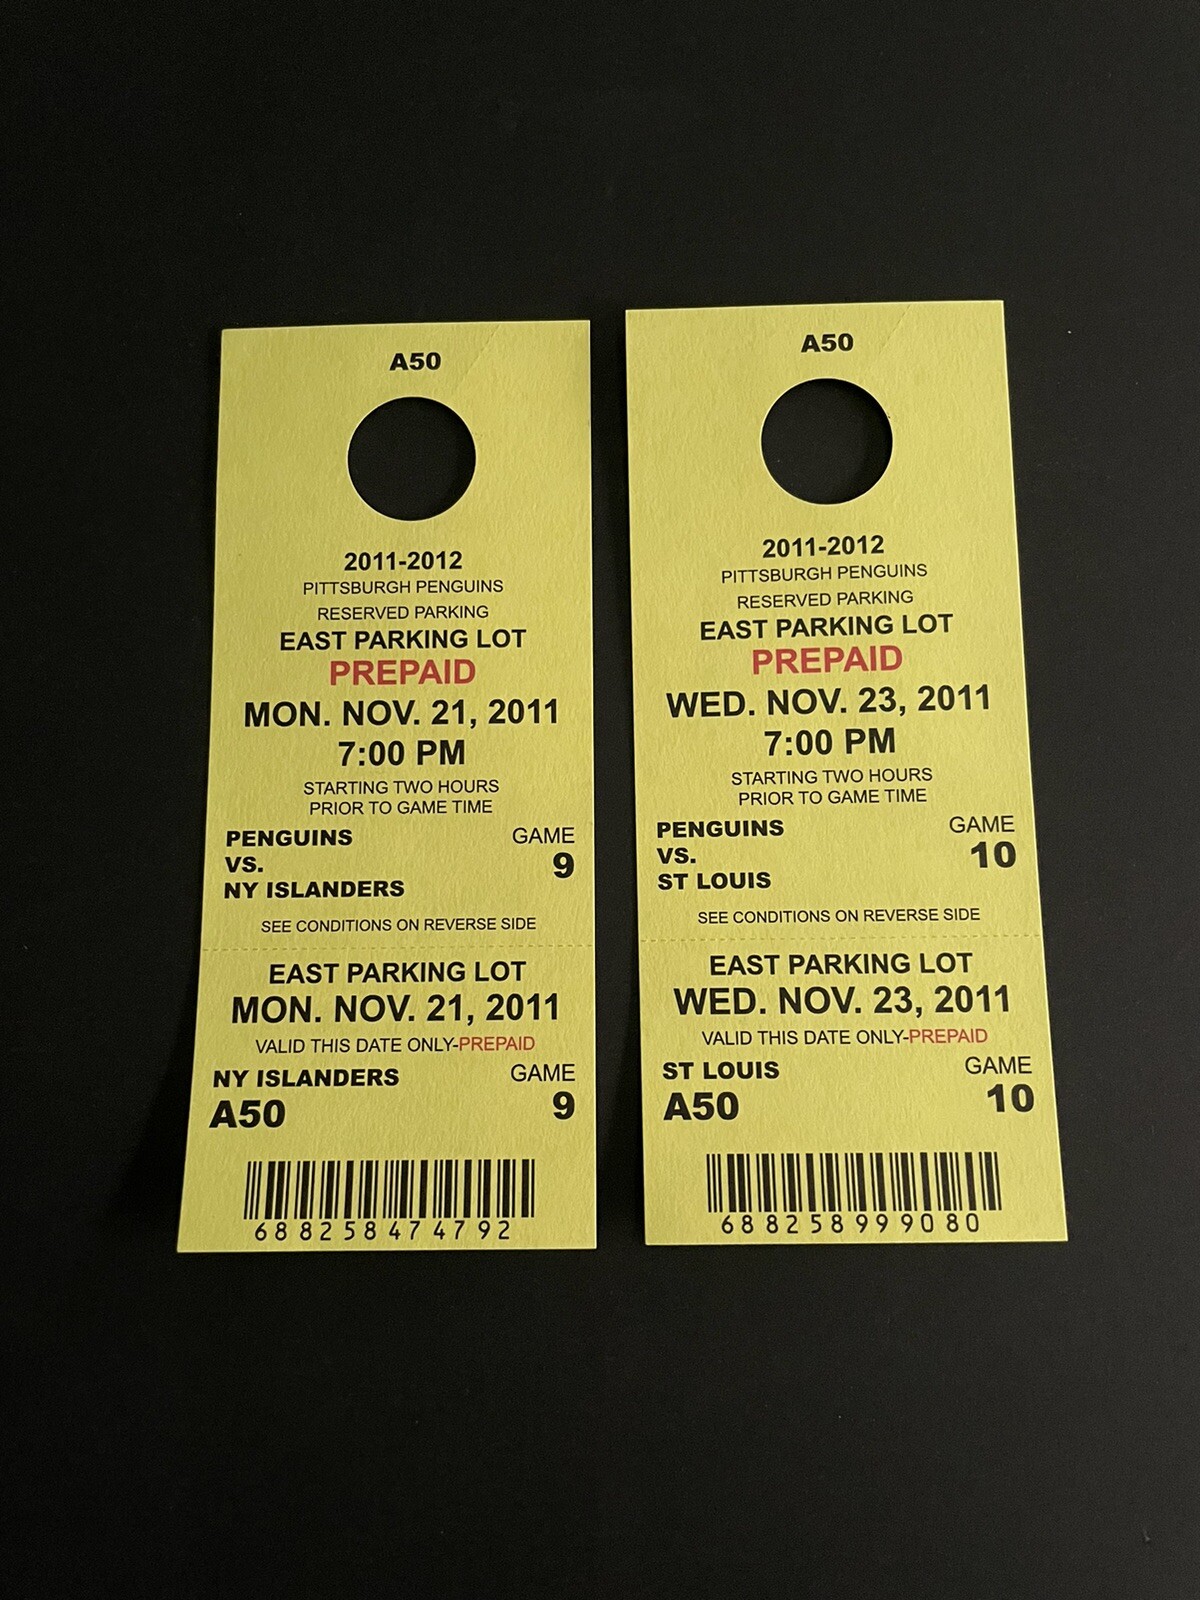 A50
2011-2012
PITTSBURGH PENGUINS
RESERVED PARKING
EAST PARKING LOT
PREPAID
MON. NOV. 21, 2011
7:00 PM
STARTING TWO HOURS
PRIOR TO GAME TIME
PENGUINS GAME
VS. 9
NY ISLANDERS
SEE CONDITIONS ON REVERSE SIDE
EAST PARKING LOT
MON. NOV. 21, 2011
VALID THIS DATE ONLY-PREPAID
NY ISLANDERS GAME
A50 9
688258474792
A50
2011-2012
PITTSBURGH PENGUINS
RESERVED PARKING
EAST PARKING LOT
PREPAID
WED. NOV. 23, 2011
7:00 PM
STARTING TWO HOURS
PRIOR TO GAME TIME
PENGUINS GAME
VS. 10
ST LOUIS
SEE CONDITIONS ON REVERSE SIDE
EAST PARKING LOT
WED. NOV. 23, 2011
VALID THIS DATE ONLY-PREPAID
ST LOUIS GAME
A50 10
688258999080